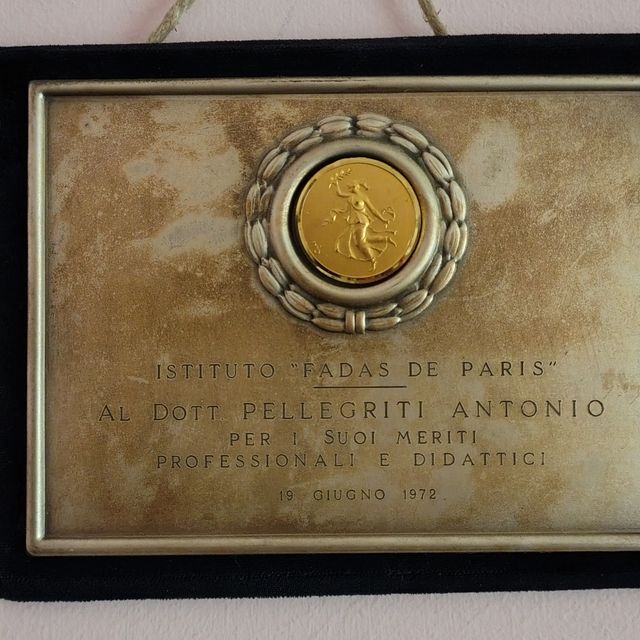 ISTITUTO "FADAS DE PARIS"
AL DOTT. PELLEGRITI ANTONIO
PER I SUOI MERITI
PROFESSIONALI E DIDATTICI
19 GIUGNO 1972.